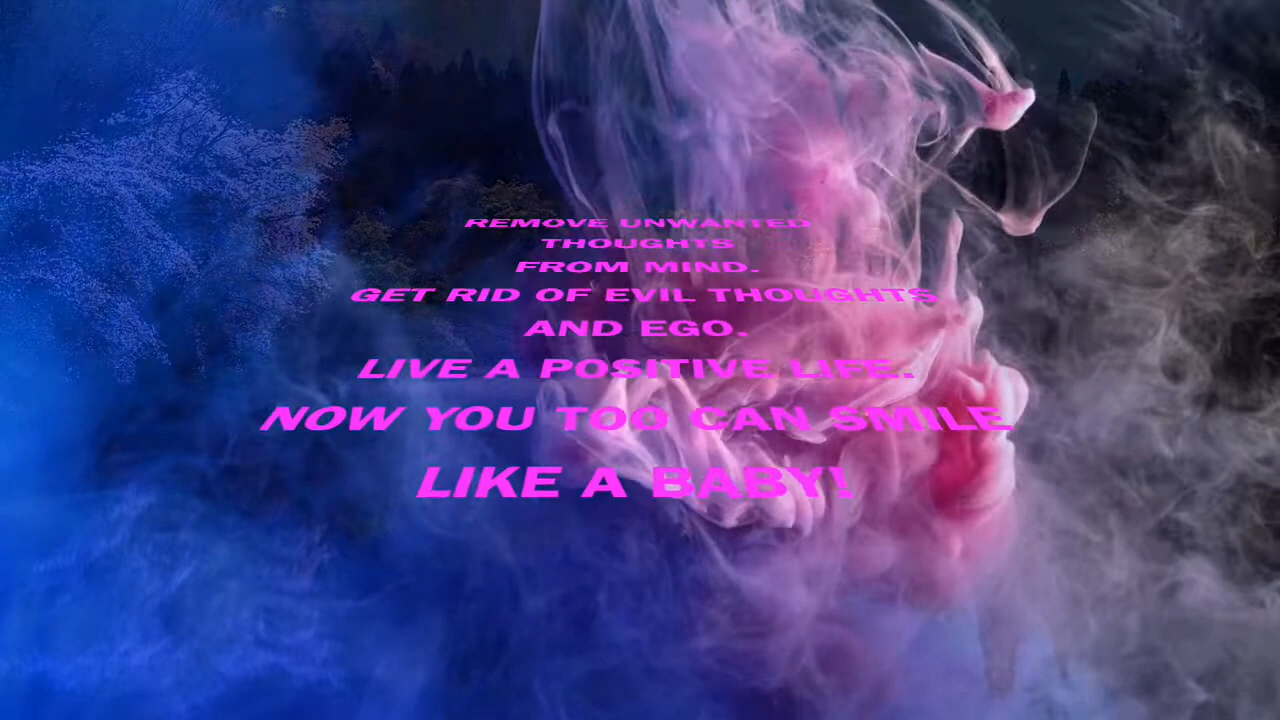 REMOVE UNWANTED
THOUGHTS
FROM MIND.
GET RID OF EVIL THOUGHTS
AND EGO.
LIVE A POSITIVE LIFE.
NOW YOU TOO CAN SMILE
LIKE A BABY!